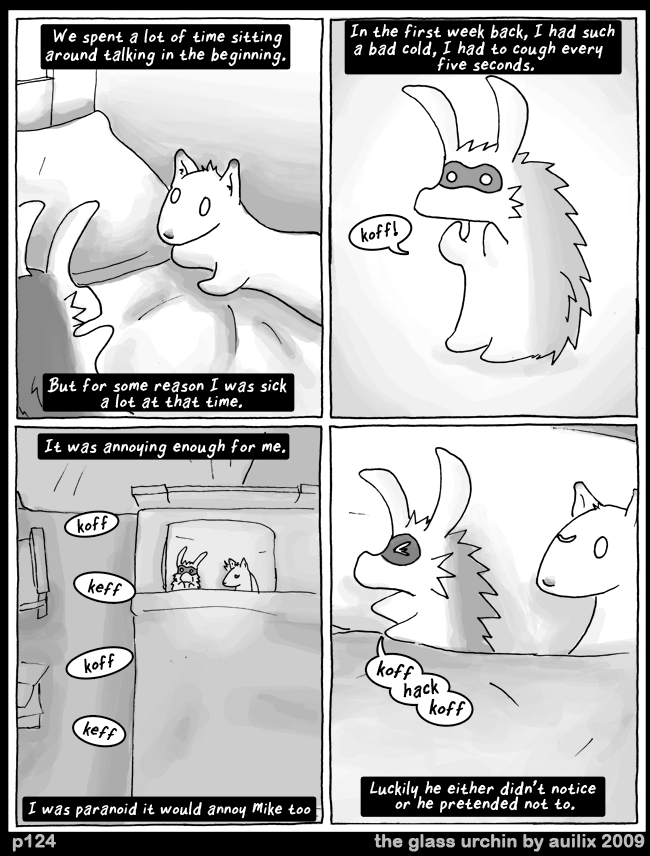 We spent a lot of time sitting
around talking in the beginning.
But for some reason I was sick
a lot at that time.
In the first week back, I had such
a bad cold, I had to cough every
five seconds.
koff!
It was annoying enough for me.
koff
keff
koff
keff
I was paranoid it would annoy Mike too
koff
hack
koff
Luckily he either didn't notice
or he pretended not to.
p124
the glass urchin by auilix 2009